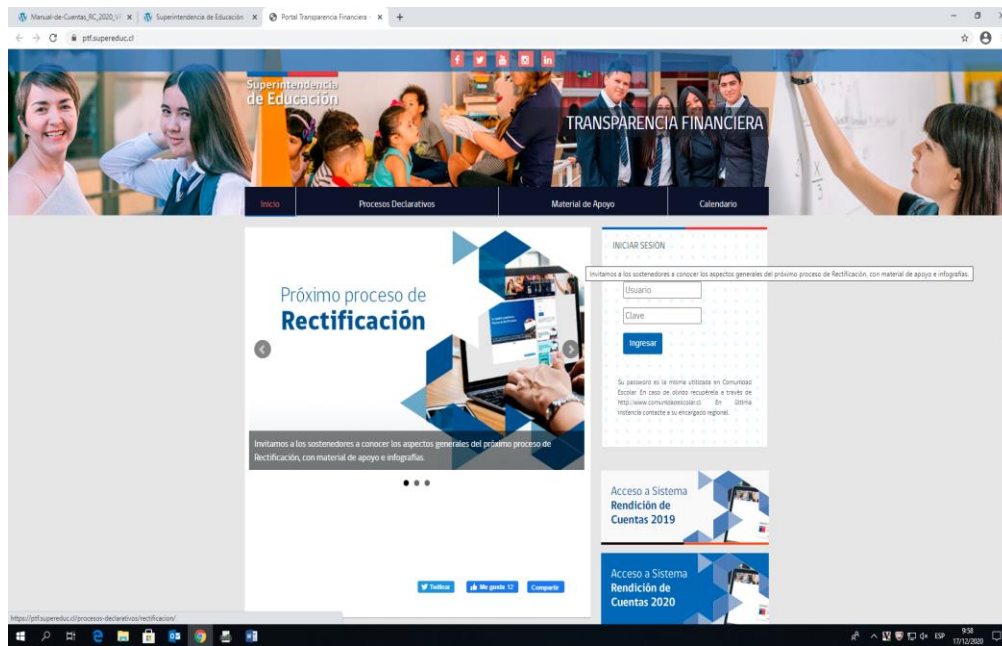 Manual-de-Cuentas_RC_2020_V
Superintendencia de Educación
Portal Transparencia Financiera -
ptf.supereduc.cl
Superintendencia
de Educación
TRANSPARENCIA FINANCIERA
Inicio
Procesos Declarativos
Material de Apoyo
Calendario
INICIAR SESION
Invitamos a los sostenedores a conocer los aspectos generales del próximo proceso de Rectificación, con material de apoyo e infografías.
Usuario
Clave
Ingresar
Su password es la misma utilizada en Comunidad
Escolar. En caso de olvido recupérela a través de
http://www.comunidadescolar.cl En última
instancia contacte a su encargado regional.
Próximo proceso de
Rectificación
Invitamos a los sostenedores a conocer los aspectos generales del próximo proceso de
Rectificación, con material de apoyo e infografías.
Acceso a Sistema
Rendición de
Cuentas 2019
Acceso a Sistema
Rendición de
Cuentas 2020
Twittear
Me gusta 12
Compartir
https://ptf.supereduc.cl/procesos-declarativos/rectificacion/
ESP
9:58
17/12/2020